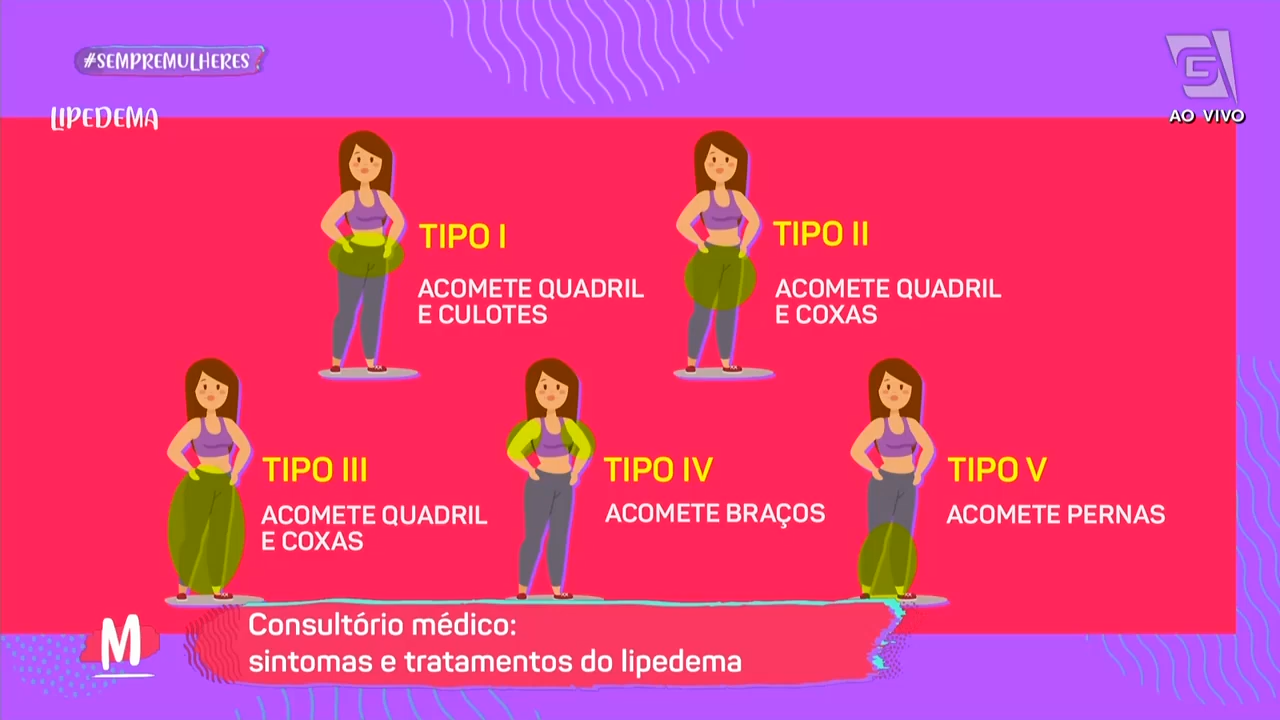 #SEMPREMULHERES
LIPEDEMA
AO VIVO
TIPO I
ACOMETE QUADRIL
E CULOTES
TIPO II
ACOMETE QUADRIL
E COXAS
TIPO III
ACOMETE QUADRIL
E COXAS
TIPO IV
ACOMETE BRAÇOS
TIPO V
ACOMETE PERNAS
M
Consultório médico:
sintomas e tratamentos do lipedema